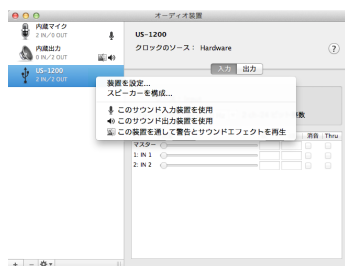 オーディオ装置
内蔵マイク
2 IN／0 OUT
内蔵出力
0 IN／2 OUT
US-1200
2 IN／2 OUT
US-1200
クロックのソース： Hardware
?
入力
出力
装置を設定...
スピーカーを構成...
このサウンド入力装置を使用
このサウンド出力装置を使用
この装置を通して警告とサウンドエフェクトを再生
数
消音
Thru
マスター
1: IN 1
2: IN 2